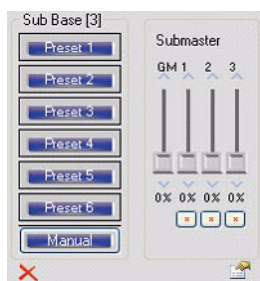 Sub Base [3]
Preset 1
Preset 2
Preset 3
Preset 4
Preset 5
Preset 6
Manual
Submaster
GM 1 2 3
0% 0% 0% 0%